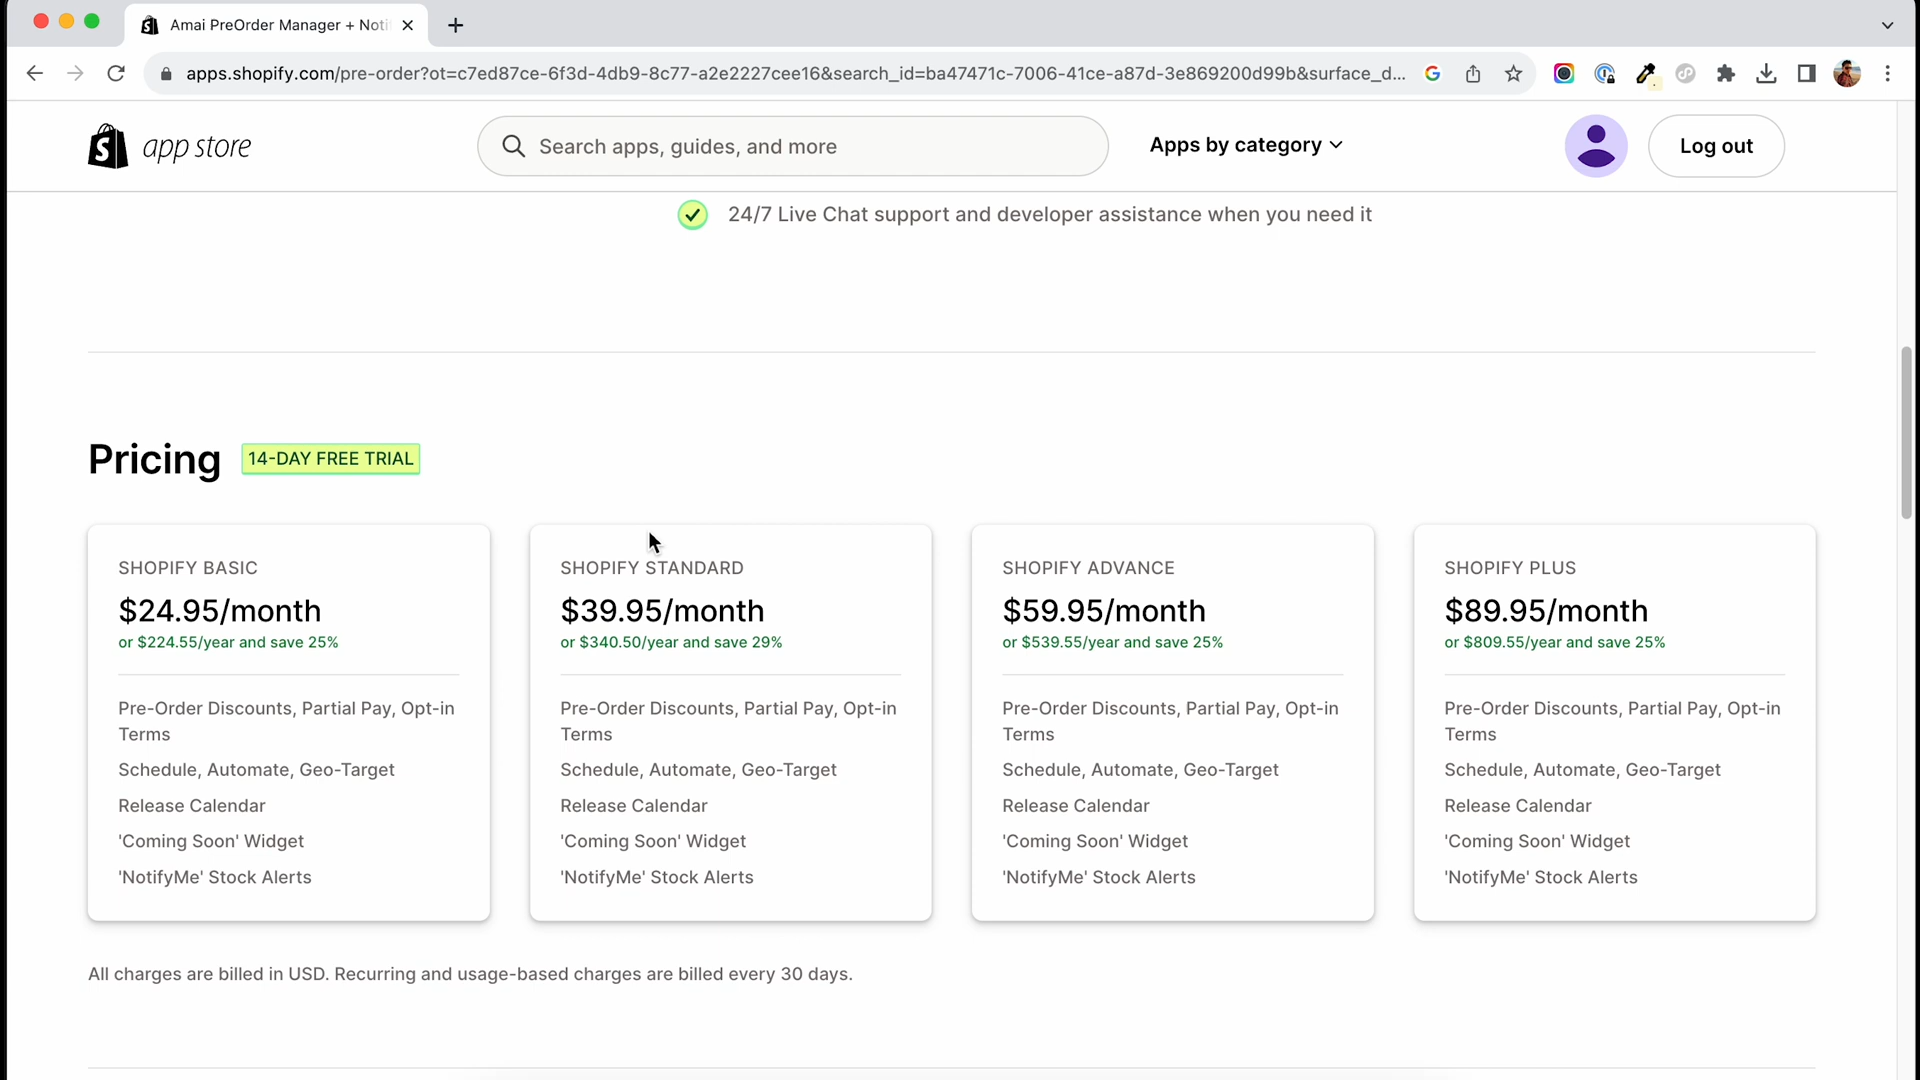 Amai PreOrder Manager + Noti
apps.shopify.com/pre-order?ot=c7ed87ce-6f3d-4db9-8c77-a2e2227cee16&search_id=ba47471c-7006-41ce-a87d-3e869200d99b&surface_d...
app store
Search apps, guides, and more
Apps by category
Log out
24/7 Live Chat support and developer assistance when you need it
Pricing
14-DAY FREE TRIAL
SHOPIFY BASIC
$24.95/month
or $224.55/year and save 25%
Pre-Order Discounts, Partial Pay, Opt-in
Terms
Schedule, Automate, Geo-Target
Release Calendar
'Coming Soon' Widget
'NotifyMe' Stock Alerts
SHOPIFY STANDARD
$39.95/month
or $340.50/year and save 29%
Pre-Order Discounts, Partial Pay, Opt-in
Terms
Schedule, Automate, Geo-Target
Release Calendar
'Coming Soon' Widget
'NotifyMe' Stock Alerts
SHOPIFY ADVANCE
$59.95/month
or $539.55/year and save 25%
Pre-Order Discounts, Partial Pay, Opt-in
Terms
Schedule, Automate, Geo-Target
Release Calendar
'Coming Soon' Widget
'NotifyMe' Stock Alerts
SHOPIFY PLUS
$89.95/month
or $809.55/year and save 25%
Pre-Order Discounts, Partial Pay, Opt-in
Terms
Schedule, Automate, Geo-Target
Release Calendar
'Coming Soon' Widget
'NotifyMe' Stock Alerts
All charges are billed in USD. Recurring and usage-based charges are billed every 30 days.